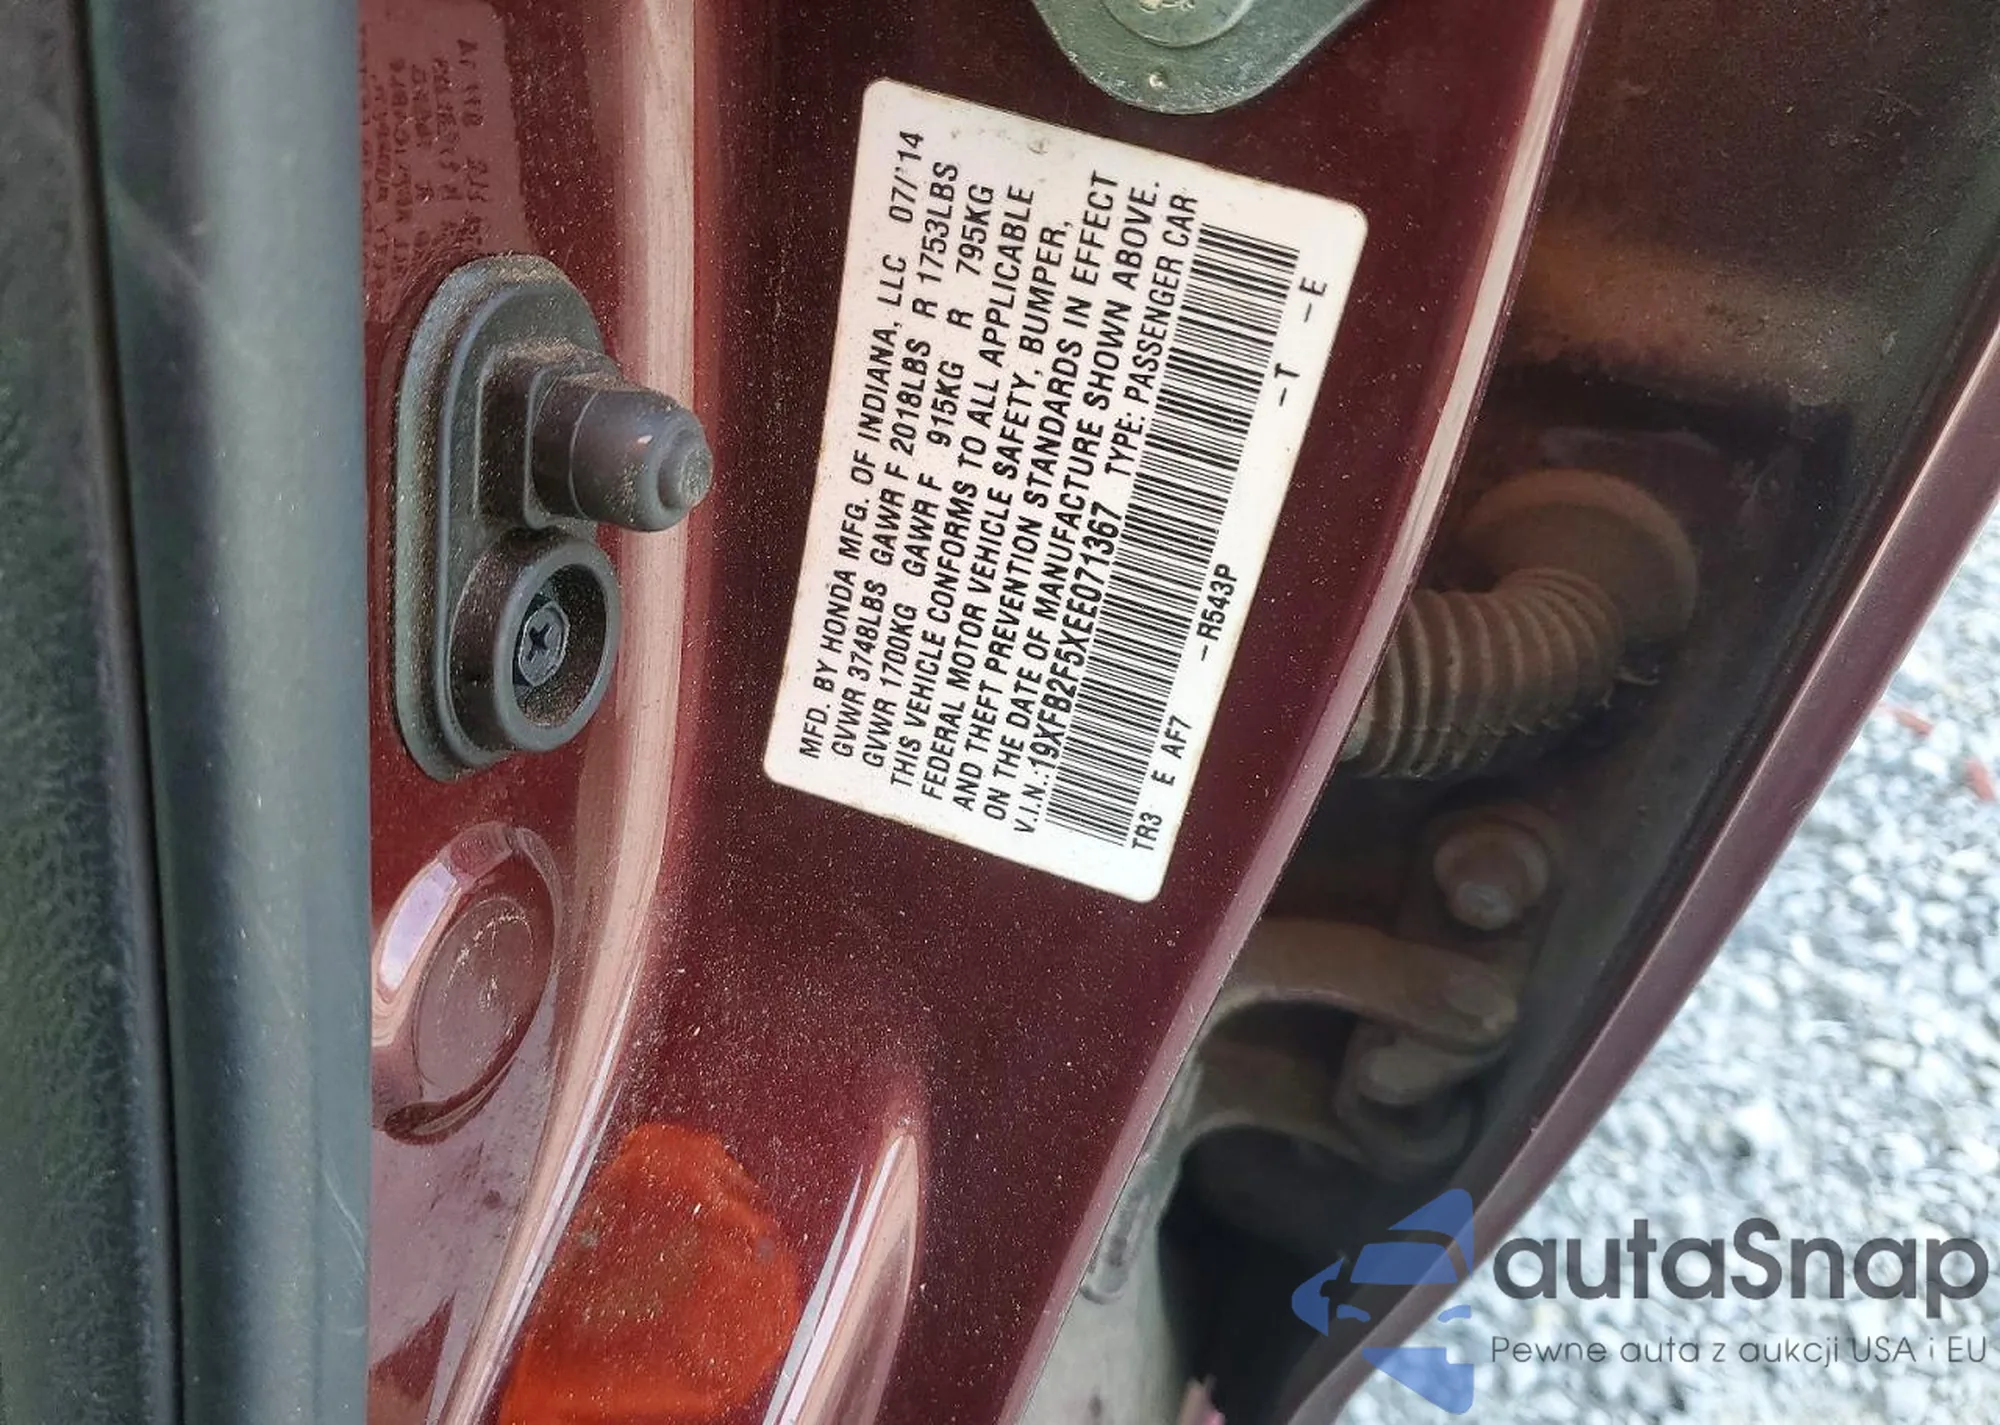 MFD. BY HONDA MFG. OF INDIANA, LLC 07/'14
GVWR 3748LBS GAWR F 2018LBS R 1753LBS
GVWR 1700KG GAWR F 915KG R 795KG
THIS VEHICLE CONFORMS TO ALL APPLICABLE
FEDERAL MOTOR VEHICLE SAFETY, BUMPER,
AND THEFT PREVENTION STANDARDS IN EFFECT
ON THE DATE OF MANUFACTURE SHOWN ABOVE.
V.I.N.:19XFB2F5XEE071367 TYPE: PASSENGER CAR
TR3 E AF7 -R543P -T -E
autaSnap
Pewne auta z aukcji USA i EU